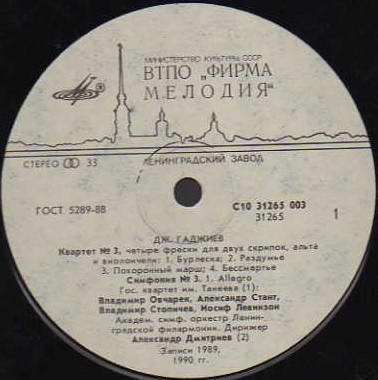 МИНИСТЕРСТВО КУЛЬТУРЫ СССР
ВТПО „ФИРМА
МЕЛОДИЯ"
СТЕРЕО 33
ЛЕНИНГРАДСКИЙ ЗАВОД
ГОСТ 5289-88
С10 31265 003
31265
1
ДЖ. ГАДЖИЕВ
Квартет № 3, четыре фрески для двух скрипок, альта
и виолончели: 1. Бурлеска; 2. Раздумье
3. Похоронный марш; 4. Бессмертье
Симфония № 3. 1. Allegro
Гос. квартет им. Танеева (1):
Владимир Овчарек, Александр Станг,
Владимир Стопичев, Иосиф Левинзон
Академ. симф. оркестр Ленин-
градской филармонии. Дирижер
Александр Дмитриев (2)
Записи 1989,
1990 гг.